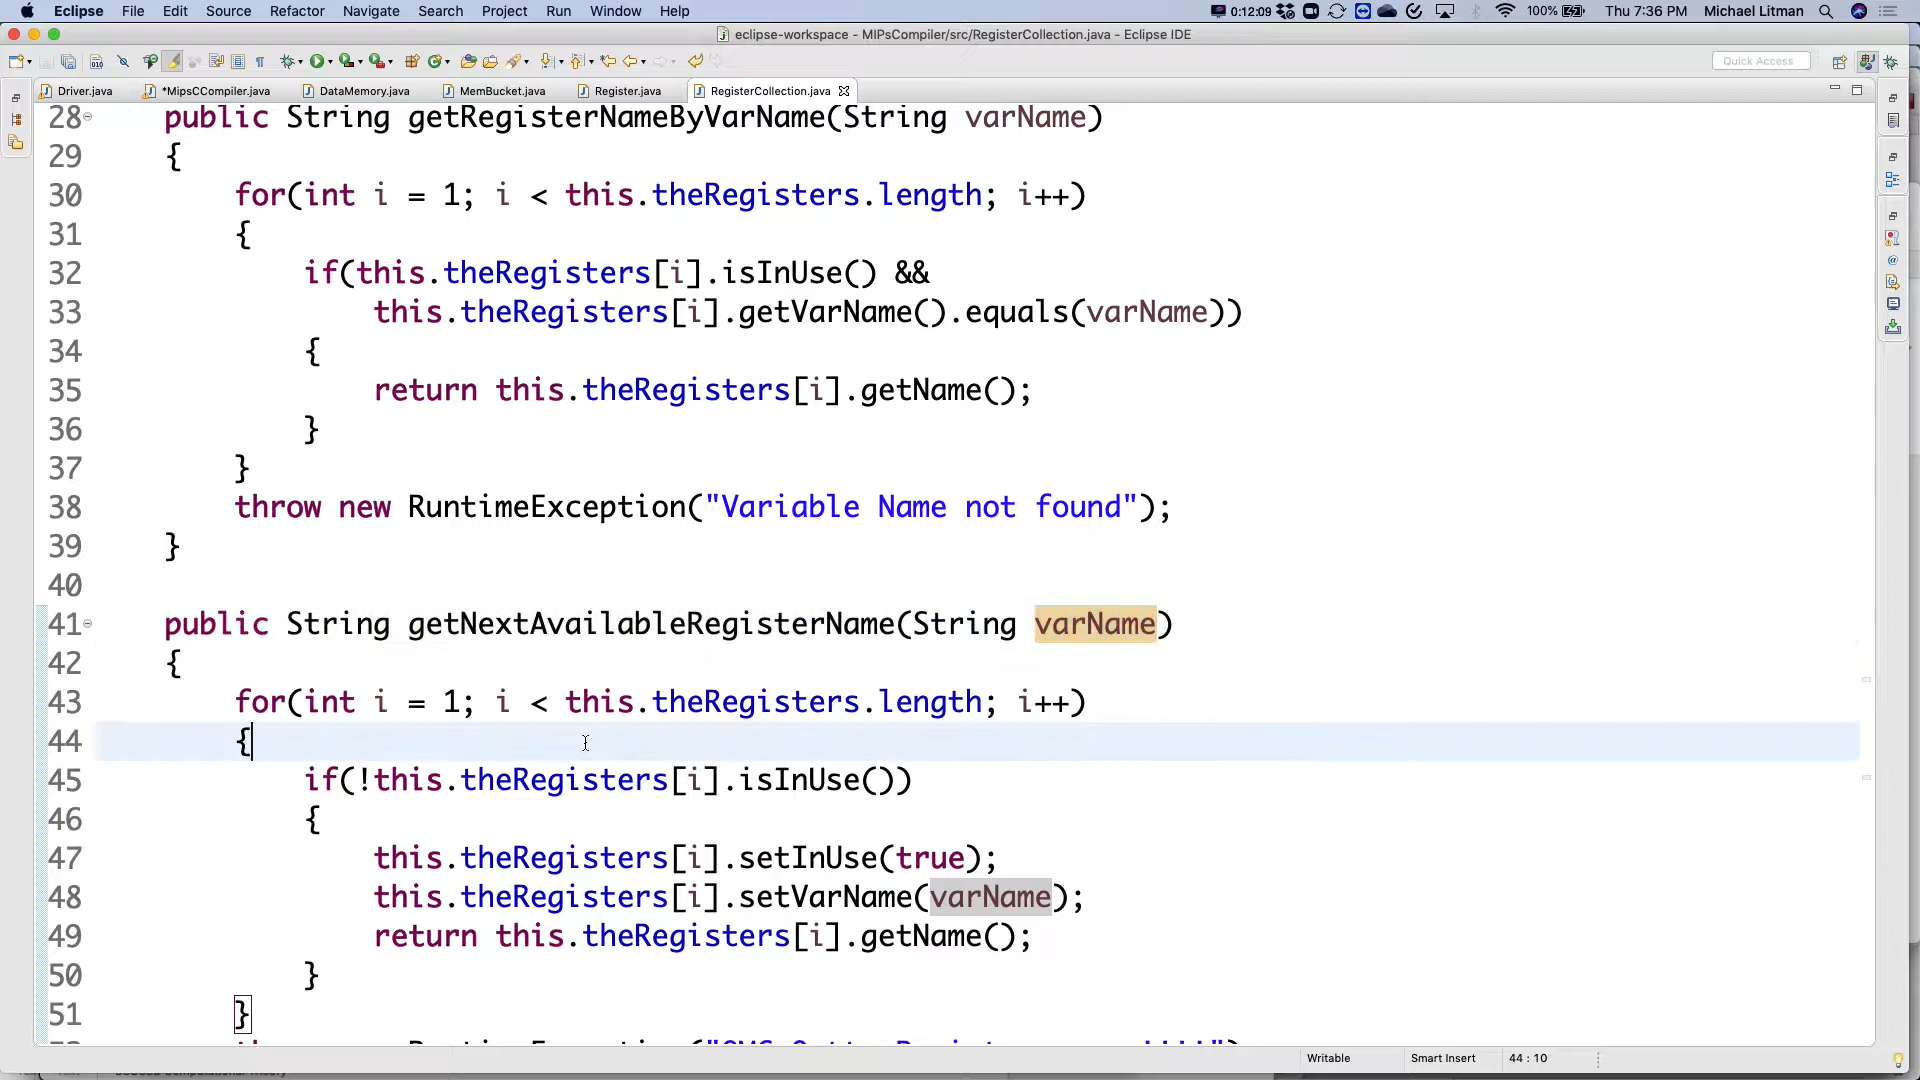 Eclipse File Edit Source Refactor Navigate Search Project Run Window Help 0:12:09 100% Thu 7:36 PM Michael Litman
eclipse-workspace - MIPsCompiler/src/RegisterCollection.java - Eclipse IDE
Quick Access
Driver.java *MipsCCompiler.java DataMemory.java MemBucket.java Register.java RegisterCollection.java
28 public String getRegisterNameByVarName(String varName)
29 {
30 for(int i = 1; i < this.theRegisters.length; i++)
31 {
32 if(this.theRegisters[i].isInUse() &&
33 this.theRegisters[i].getVarName().equals(varName))
34 {
35 return this.theRegisters[i].getName();
36 }
37 }
38 throw new RuntimeException("Variable Name not found");
39 }
40
41 public String getNextAvailableRegisterName(String varName)
42 {
43 for(int i = 1; i < this.theRegisters.length; i++)
44 {
45 if(!this.theRegisters[i].isInUse())
46 {
47 this.theRegisters[i].setInUse(true);
48 this.theRegisters[i].setVarName(varName);
49 return this.theRegisters[i].getName();
50 }
51 }
Writable Smart Insert 44 : 10